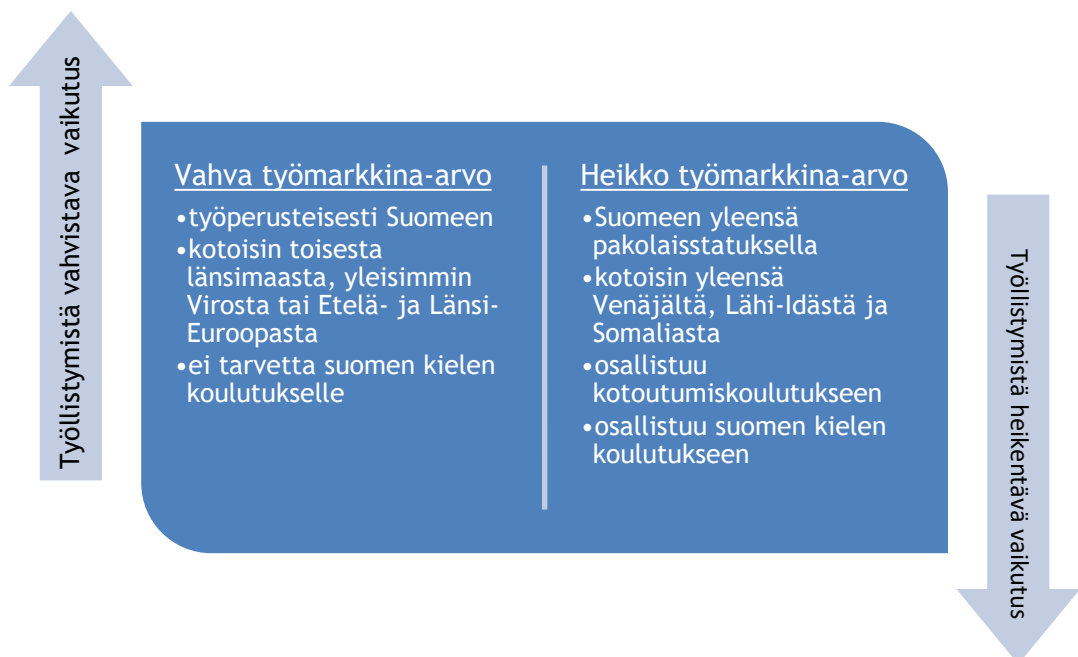 Työllistymistä vahvistava vaikutus
Vahva työmarkkina-arvo
•työperusteisesti Suomeen
•kotoisin toisesta
länsimaasta, yleisimmin
Virosta tai Etelä- ja Länsi-
Euroopasta
•ei tarvetta suomen kielen
koulutukselle
Heikko työmarkkina-arvo
•Suomeen yleensä
pakolaisstatuksella
•kotoisin yleensä
Venäjältä, Lähi-Idästä ja
Somaliasta
•osallistuu
kotoutumiskoulutukseen
•osallistuu suomen kielen
koulutukseen
Työllistymistä heikentävä vaikutus